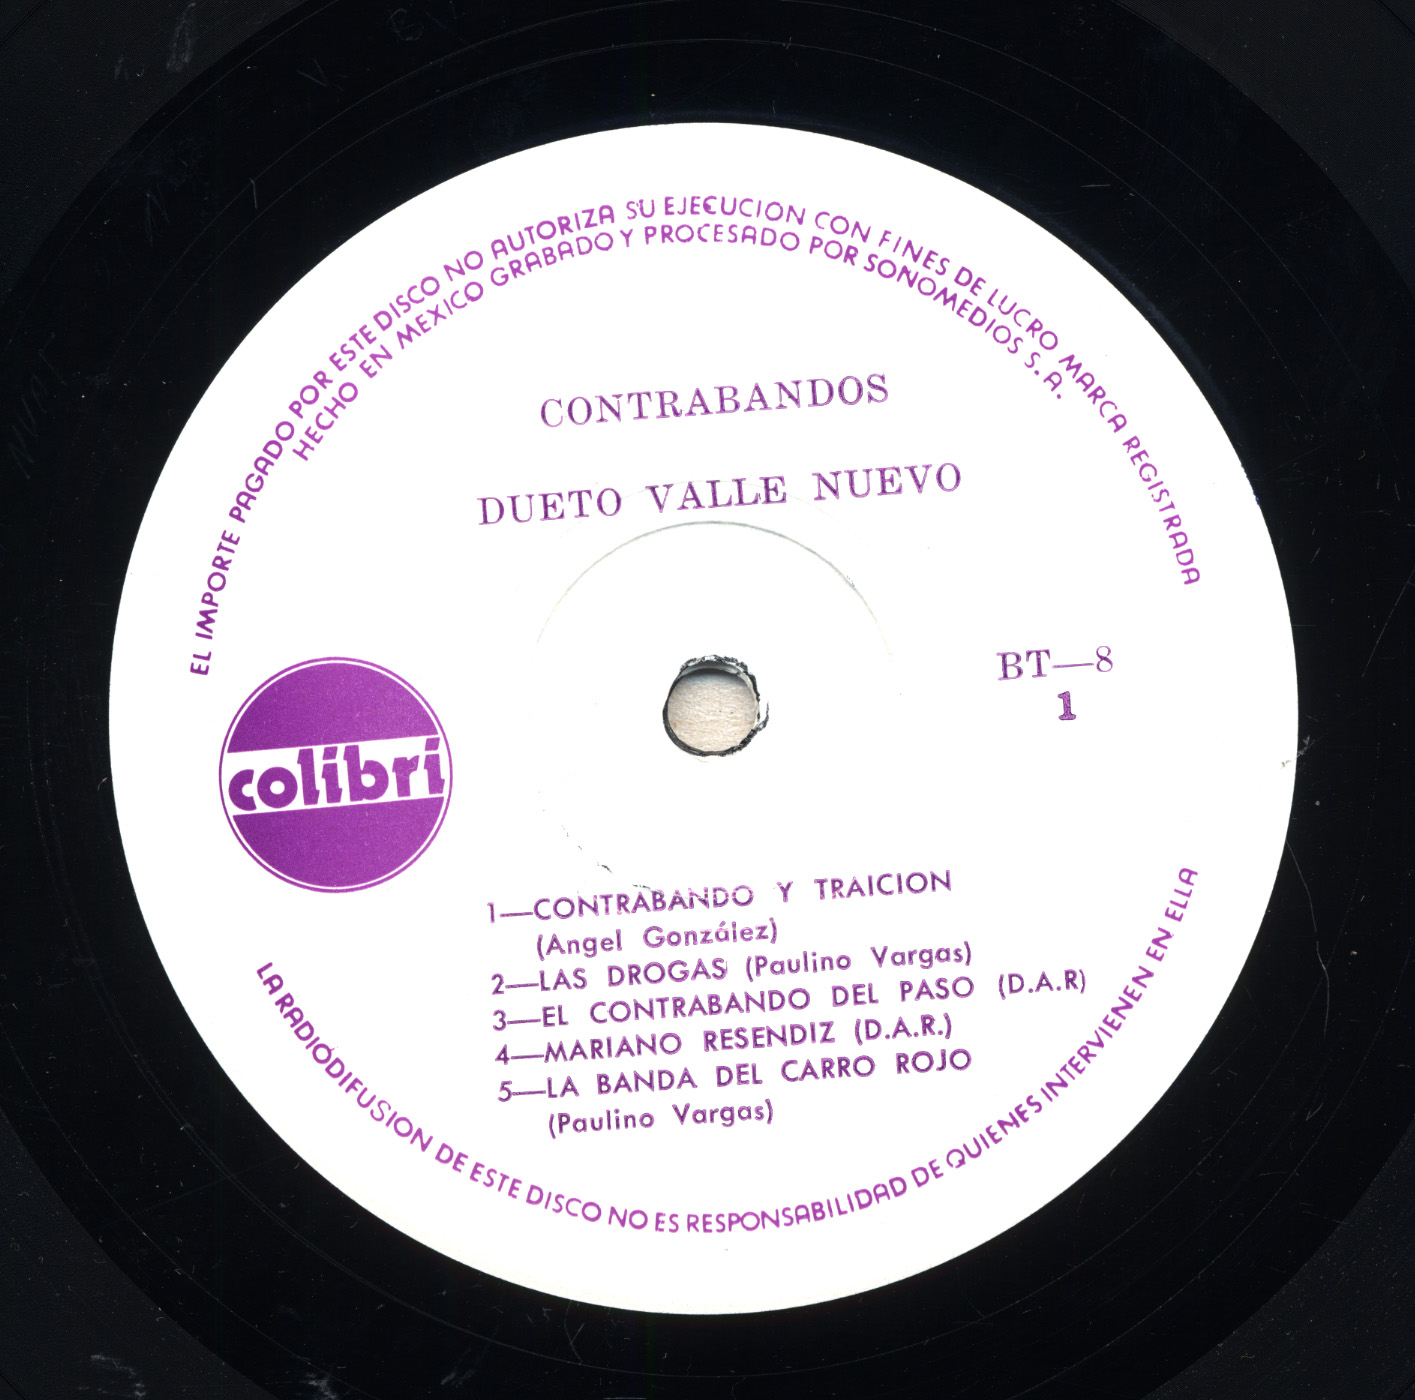 EL IMPORTE PAGADO POR ESTE DISCO NO AUTORIZA SU EJECUCION CON FINES DE LUCRO MARCA REGISTRADA
HECHO EN MEXICO GRABADO Y PROCESADO POR SONOMEDIOS S.A.
CONTRABANDOS
DUETO VALLE NUEVO
BT—8
1
colibrí
1—CONTRABANDO Y TRAICION
(Angel González)
2—LAS DROGAS (Paulino Vargas)
3—EL CONTRABANDO DEL PASO (D.A.R)
4—MARIANO RESENDIZ (D.A.R.)
5—LA BANDA DEL CARRO ROJO
(Paulino Vargas)
LA RADIÓDIFUSION DE ESTE DISCO NO ES RESPONSABILIDAD DE QUIENES INTERVIENEN EN ELLA